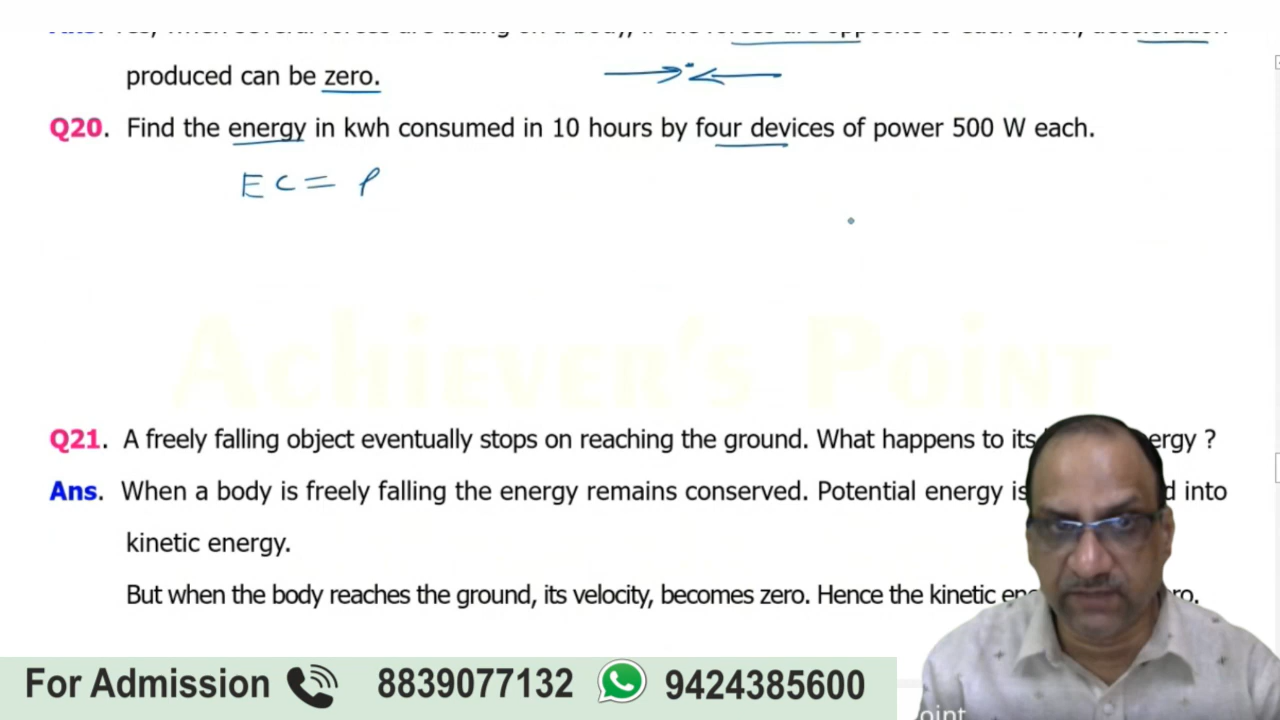 produced can be zero.
Q20. Find the energy in kwh consumed in 10 hours by four devices of power 500 W each.
E C = P
Achiever's Point
Q21. A freely falling object eventually stops on reaching the ground. What happens to its ergy ?
Ans. When a body is freely falling the energy remains conserved. Potential energy is d into
kinetic energy.
But when the body reaches the ground, its velocity, becomes zero. Hence the kinetic
For Admission 8839077132 9424385600
oint